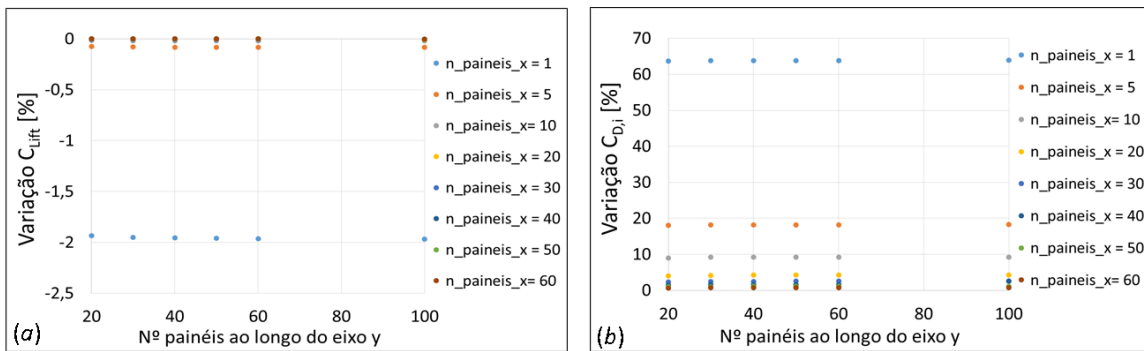 Variação C_Lift [%]
0
-0,5
-1
-1,5
-2
-2,5
20
40
60
80
100
Nº painéis ao longo do eixo y
(a)
n_paineis_x = 1
n_paineis_x = 5
n_paineis_x= 10
n_paineis_x = 20
n_paineis_x = 30
n_paineis_x = 40
n_paineis_x = 50
n_paineis_x= 60
Variação C_D,i [%]
70
60
50
40
30
20
10
0
20
40
60
80
100
Nº painéis ao longo do eixo y
(b)
n_paineis_x = 1
n_paineis_x = 5
n_paineis_x= 10
n_paineis_x = 20
n_paineis_x = 30
n_paineis_x = 40
n_paineis_x = 50
n_paineis_x= 60